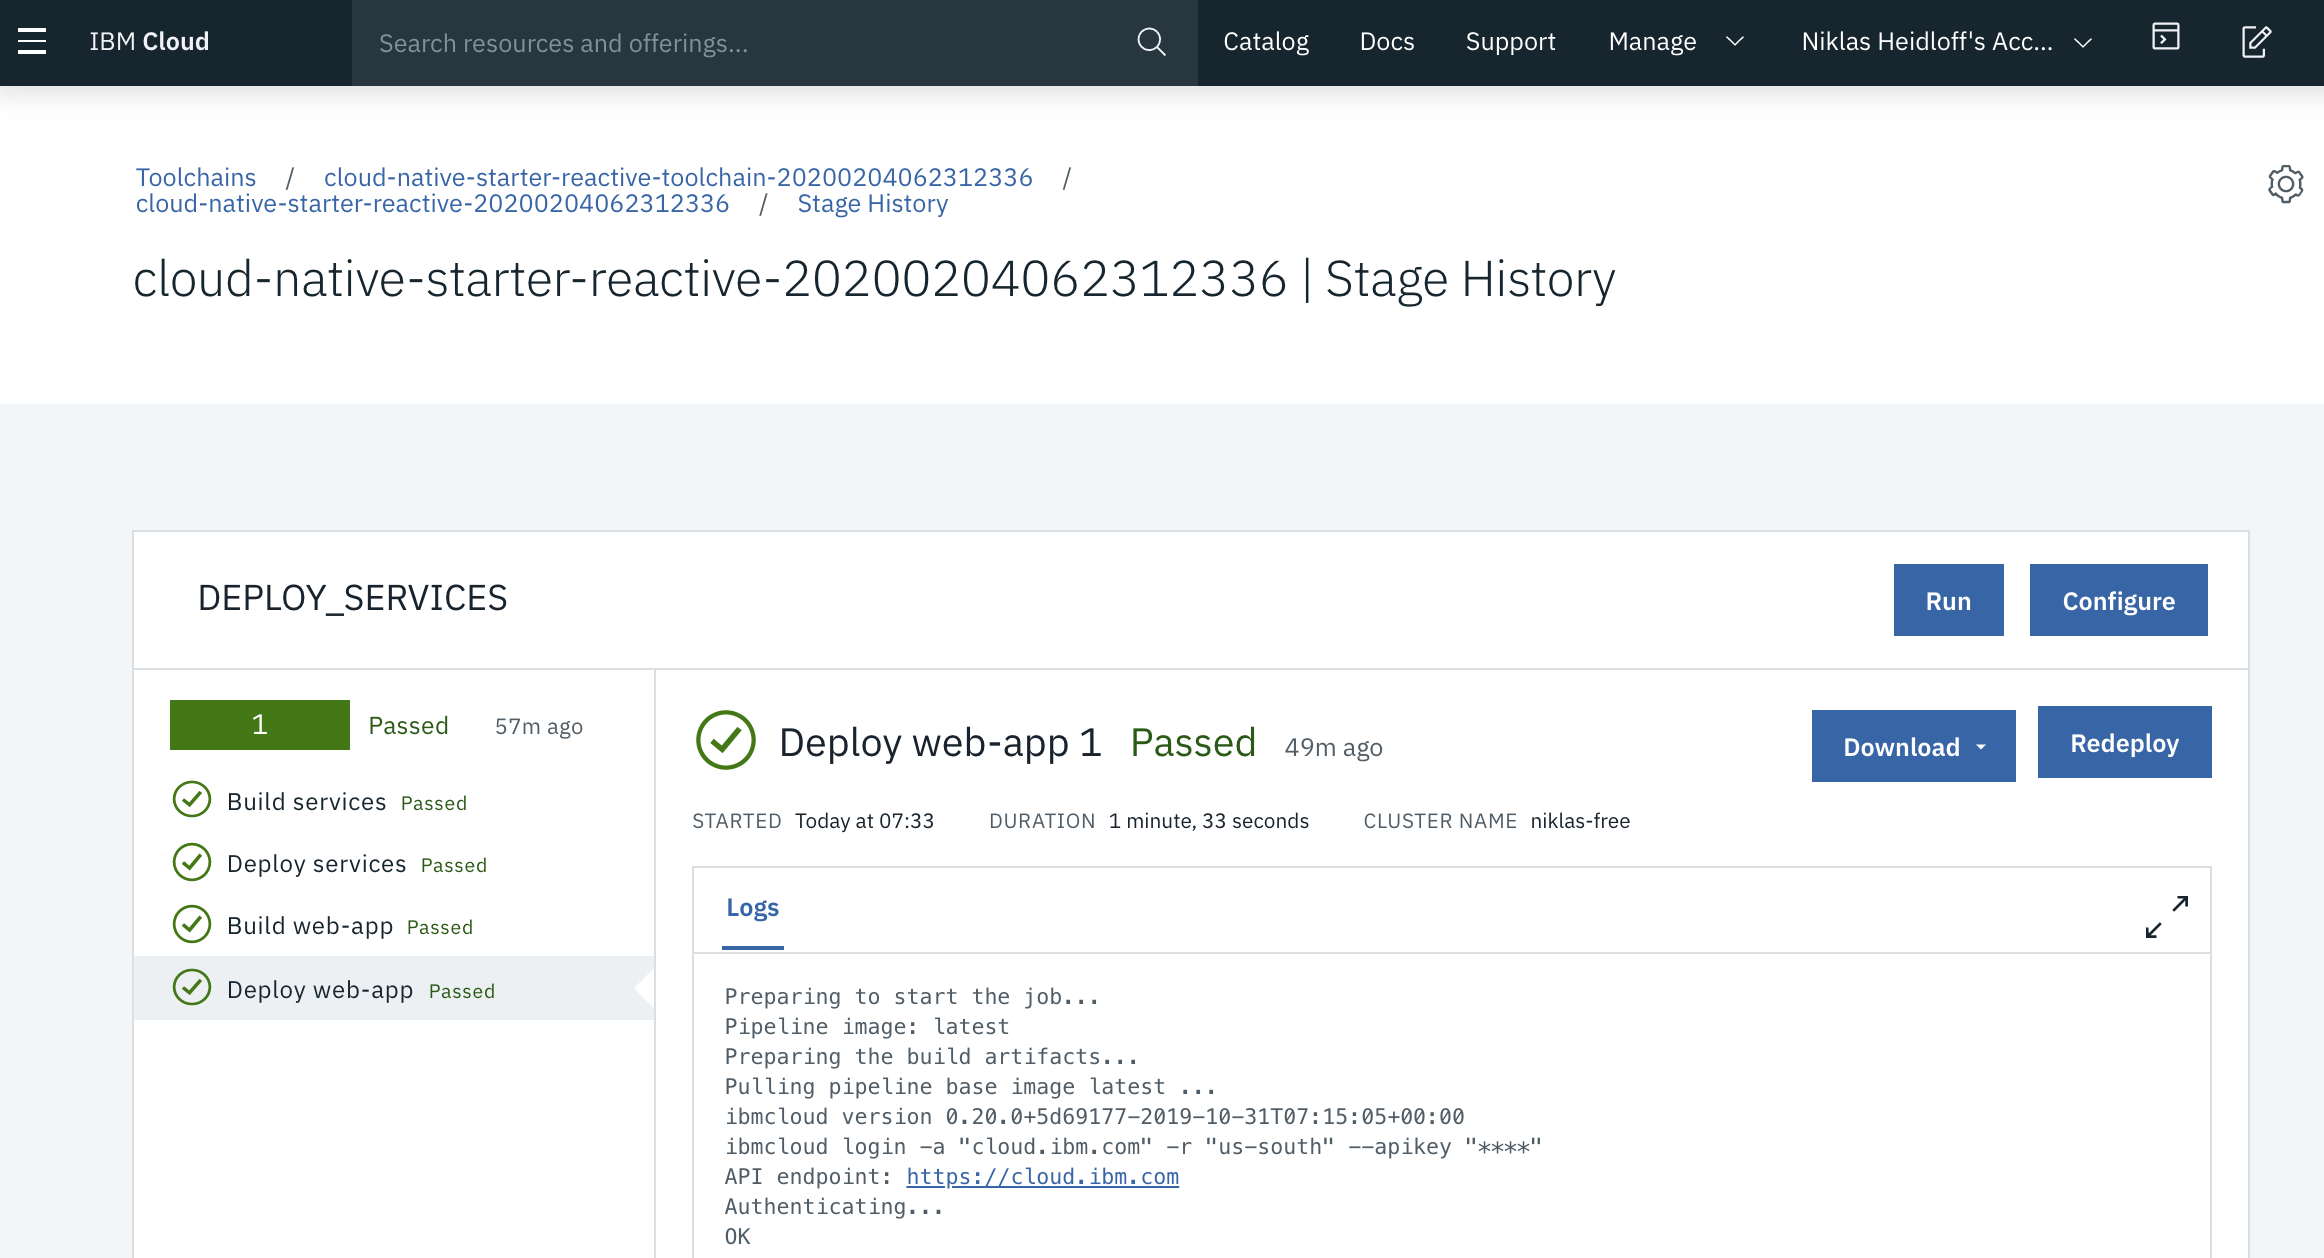 IBM Cloud
Search resources and offerings...
Catalog
Docs
Support
Manage
Niklas Heidloff's Acc...
Toolchains / cloud-native-starter-reactive-toolchain-20200204062312336 /
cloud-native-starter-reactive-20200204062312336 / Stage History
cloud-native-starter-reactive-20200204062312336 | Stage History
DEPLOY_SERVICES
Run
Configure
1 Passed 57m ago
Build services Passed
Deploy services Passed
Build web-app Passed
Deploy web-app Passed
Deploy web-app 1 Passed 49m ago
Download
Redeploy
STARTED Today at 07:33 DURATION 1 minute, 33 seconds CLUSTER NAME niklas-free
Logs
Preparing to start the job...
Pipeline image: latest
Preparing the build artifacts...
Pulling pipeline base image latest ...
ibmcloud version 0.20.0+5d69177-2019-10-31T07:15:05+00:00
ibmcloud login -a "cloud.ibm.com" -r "us-south" --apikey "****"
API endpoint: https://cloud.ibm.com
Authenticating...
OK